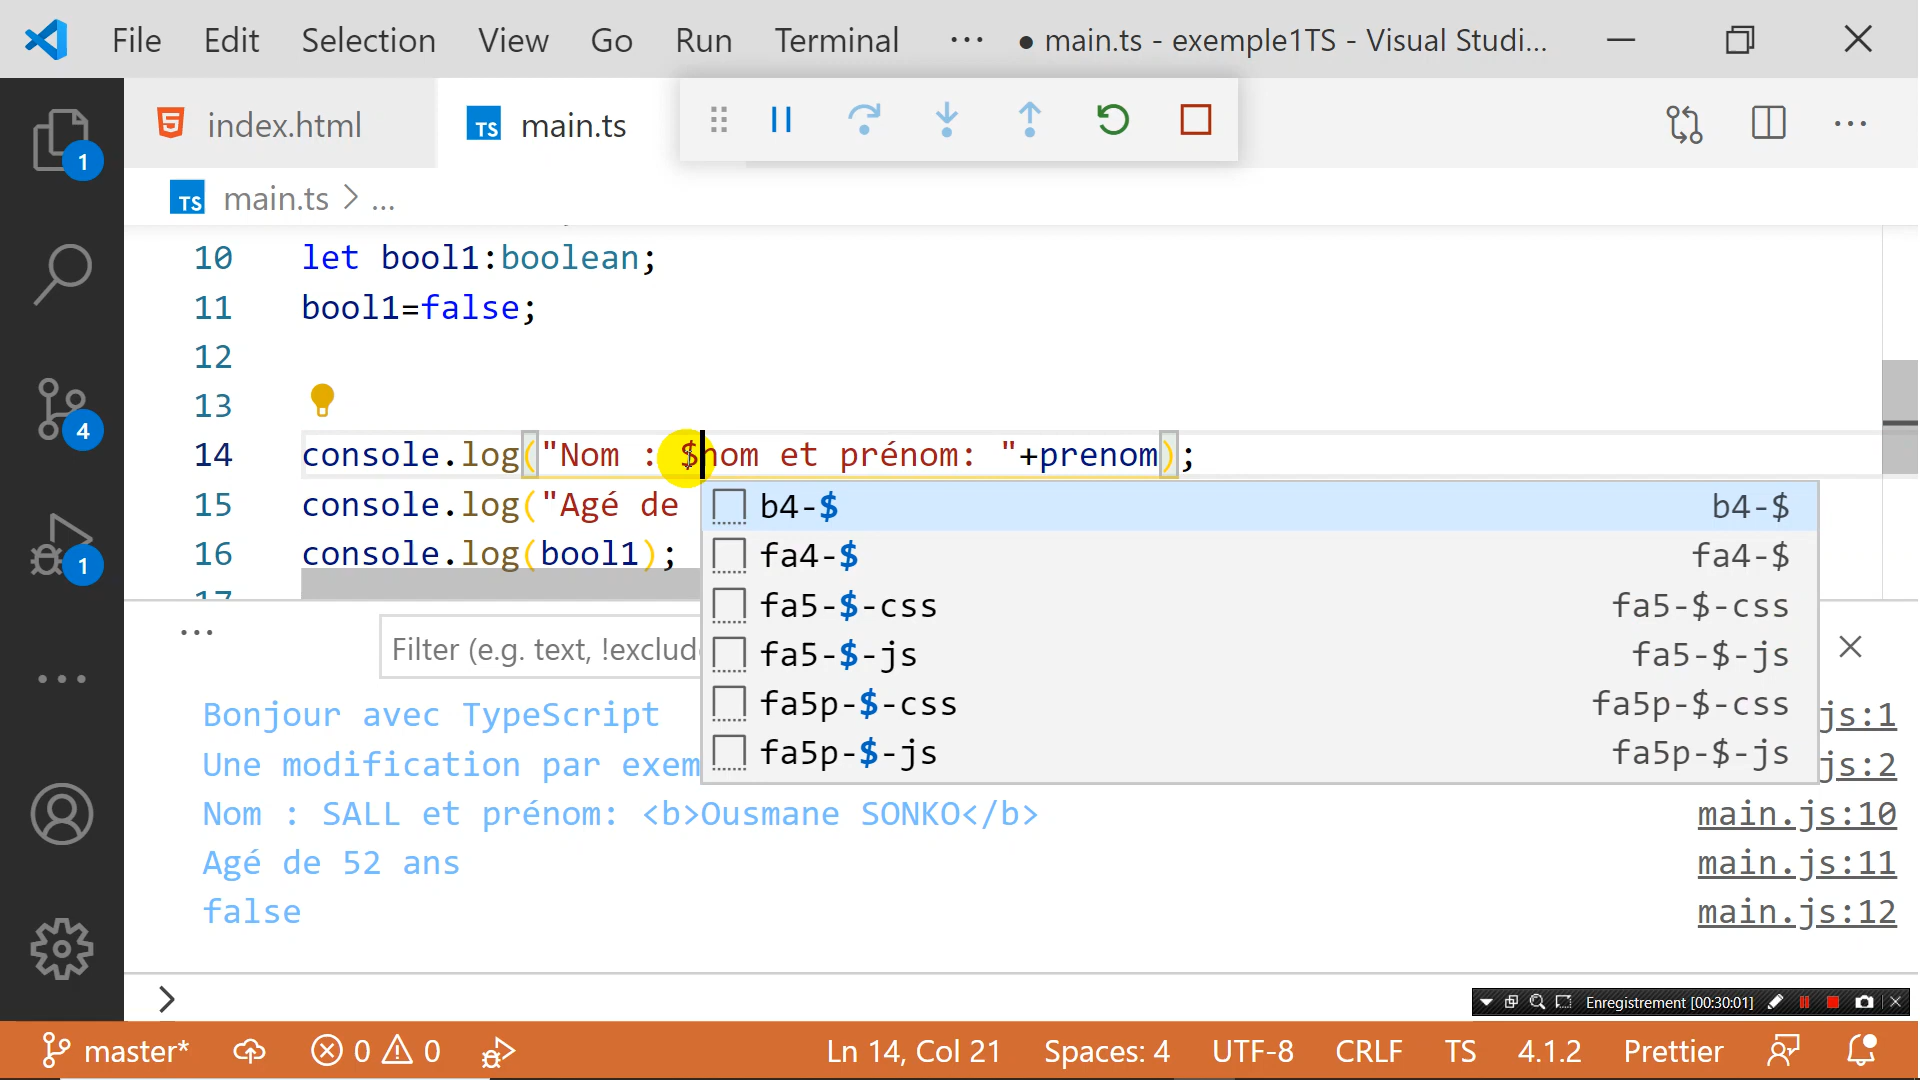 File Edit Selection View Go Run Terminal ··· ● main.ts - exemple1TS - Visual Studi...
index.html
TS main.ts
TS main.ts > ...
10 let bool1:boolean;
11 bool1=false;
12
13
14 console.log("Nom : $nom et prénom: "+prenom);
15 console.log("Agé de
16 console.log(bool1);
17
b4-$ b4-$
fa4-$ fa4-$
fa5-$-css fa5-$-css
fa5-$-js fa5-$-js
fa5p-$-css fa5p-$-css
fa5p-$-js fa5p-$-js
1
4
1
Filter (e.g. text, !exclud
Bonjour avec TypeScript js:1
Une modification par exem js:2
Nom : SALL et prénom: <b>Ousmane SONKO</b> main.js:10
Agé de 52 ans main.js:11
false main.js:12
>
Enregistrement [00:30:01]
master* 0 0 Ln 14, Col 21 Spaces: 4 UTF-8 CRLF TS 4.1.2 Prettier